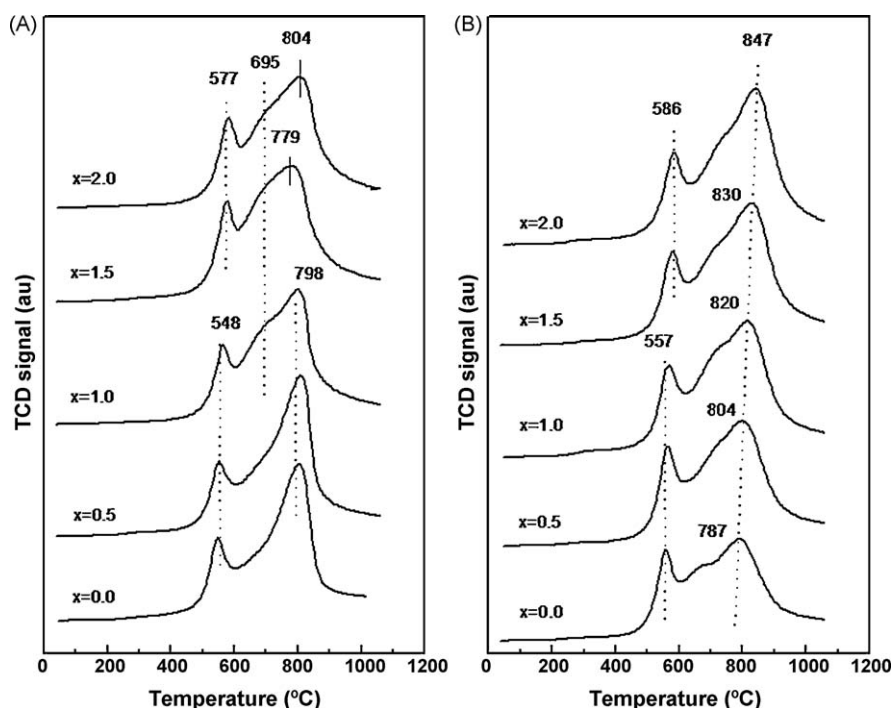 (A)
804
695
577
779
x=2.0
x=1.5
798
548
x=1.0
x=0.5
x=0.0
TCD signal (au)
0 200 400 600 800 1000 1200
Temperature (ºC)
(B)
847
586
x=2.0
830
x=1.5
820
557
x=1.0
804
x=0.5
787
x=0.0
TCD signal (au)
0 200 400 600 800 1000 1200
Temperature (ºC)